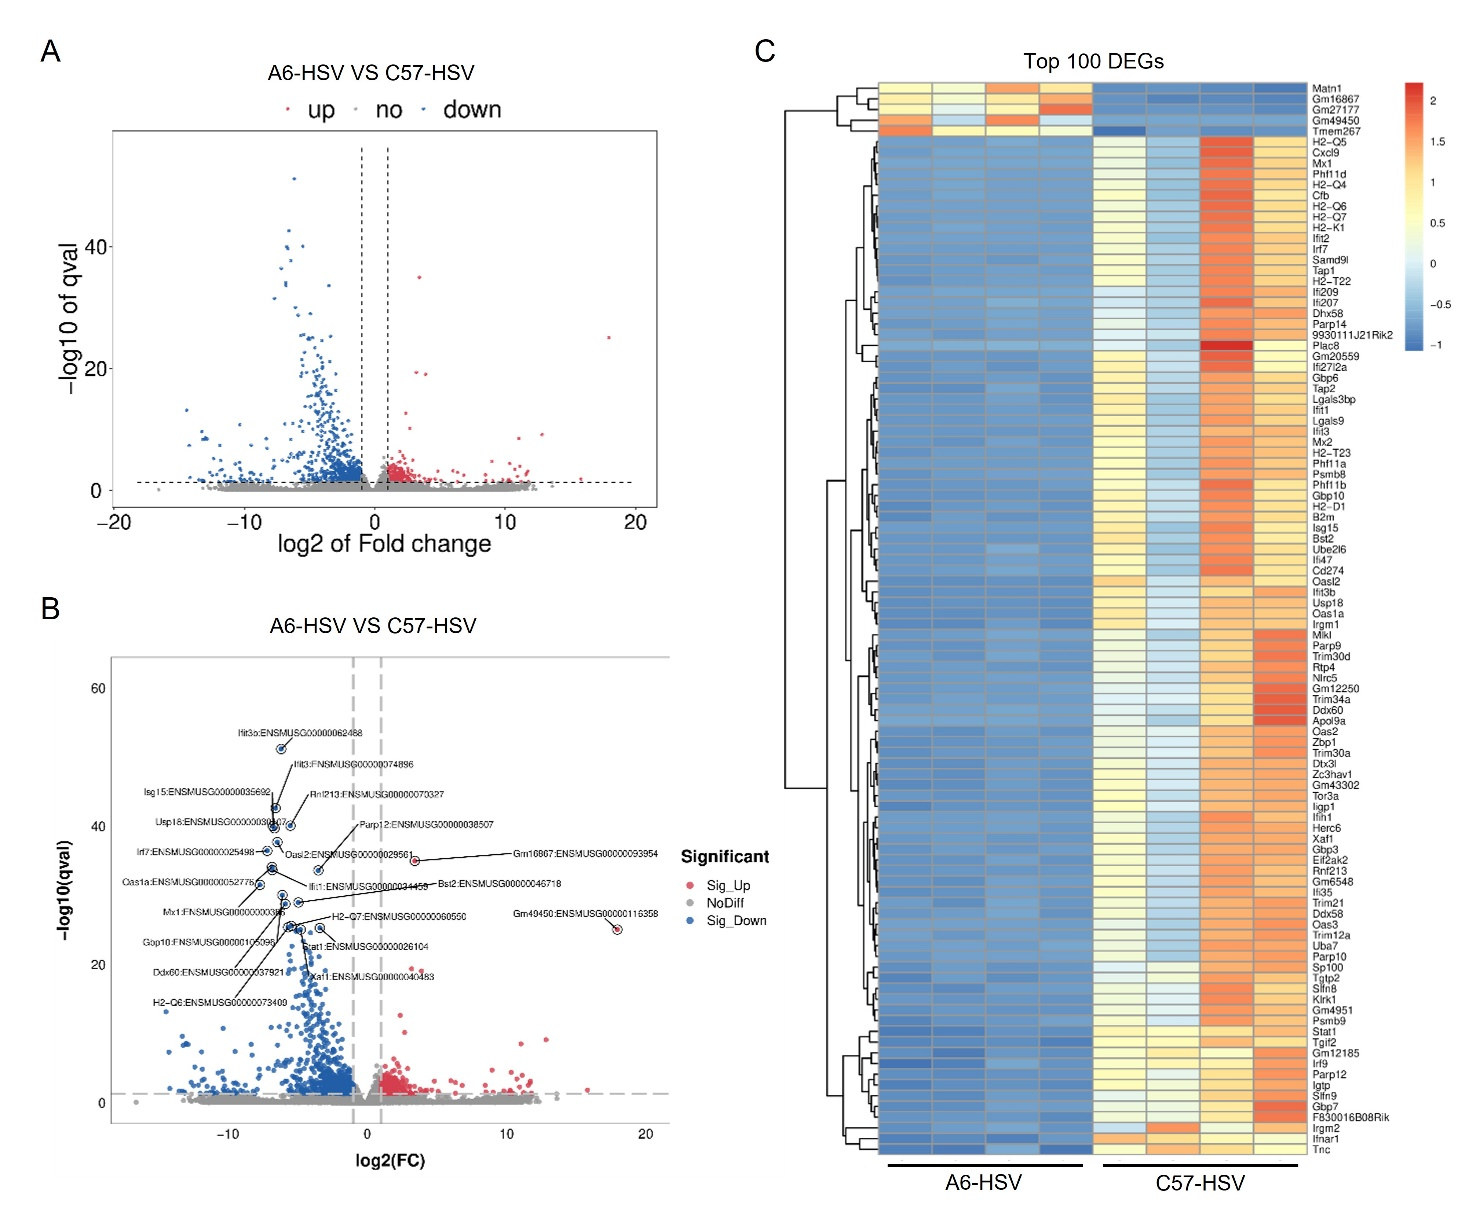 A
A6-HSV VS C57-HSV
up no down
−log10 of qval
40
20
0
−20 −10 0 10 20
log2 of Fold change
B
A6-HSV VS C57-HSV
60
40
20
0
−log10(qval)
Ifit3b:ENSMUSG00000062488
Ifit3:ENSMUSG00000074896
Isg15:ENSMUSG00000035692
Rnf213:ENSMUSG00000070327
Usp18:ENSMUSG00000030107
Parp12:ENSMUSG00000038507
Irf7:ENSMUSG00000025498
Oasl2:ENSMUSG00000029561
Gm16867:ENSMUSG00000093954
Oas1a:ENSMUSG00000052776
Ifit1:ENSMUSG00000034459
Bst2:ENSMUSG00000046718
Mx1:ENSMUSG00000000386
H2−Q7:ENSMUSG00000060550
Gm49450:ENSMUSG00000116358
Gbp10:ENSMUSG00000105096
Stat1:ENSMUSG00000026104
Ddx60:ENSMUSG00000037921
Xaf1:ENSMUSG00000040483
H2−Q6:ENSMUSG00000073409
Significant
Sig_Up
NoDiff
Sig_Down
−10 0 10 20
log2(FC)
C
Top 100 DEGs
Matn1
Gm16867
Gm27177
Gm49450
Tmem267
H2−Q5
Cxcl9
Mx1
Phf11d
H2−Q4
Cfb
H2−Q6
H2−Q7
H2−K1
Ifit2
Irf7
Samd9l
Tap1
H2−T22
Ifi209
Ifi207
Dhx58
Parp14
9930111J21Rik2
Plac8
Gm20559
Ifi27l2a
Gbp6
Tap2
Lgals3bp
Ifit1
Lgals9
Ifit3
Mx2
H2−T23
Phf11a
Psmb8
Phf11b
Gbp10
H2−D1
B2m
Isg15
Bst2
Ube2l6
Ifi47
Cd274
Oasl2
Ifit3b
Usp18
Oas1a
Irgm1
Mlkl
Parp9
Trim30d
Rtp4
Nlrc5
Gm12250
Trim34a
Ddx60
Apol9a
Oas2
Zbp1
Trim30a
Dtx3l
Zc3hav1
Gm43302
Tor3a
Iigp1
Ifih1
Herc6
Xaf1
Gbp3
Eif2ak2
Rnf213
Gm6548
Ifi35
Trim21
Ddx58
Oas3
Trim12a
Uba7
Parp10
Sp100
Tgtp2
Slfn8
Klrk1
Gm4951
Psmb9
Stat1
Tgif2
Gm12185
Irf9
Parp12
Igtp
Slfn9
Gbp7
F830016B08Rik
Irgm2
Ifnar1
Tnc
2
1.5
1
0.5
0
−0.5
−1
A6-HSV C57-HSV